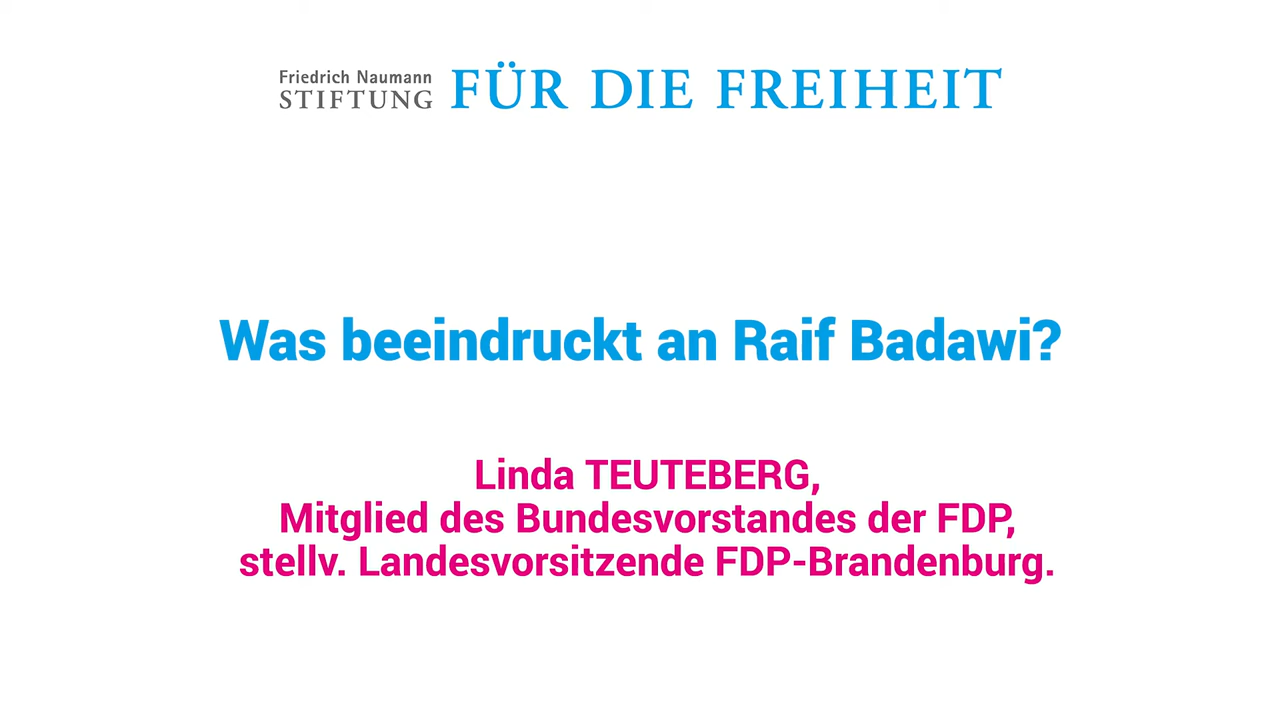 Friedrich Naumann
STIFTUNG FÜR DIE FREIHEIT
Was beeindruckt an Raif Badawi?
Linda TEUTEBERG,
Mitglied des Bundesvorstandes der FDP,
stellv. Landesvorsitzende FDP-Brandenburg.